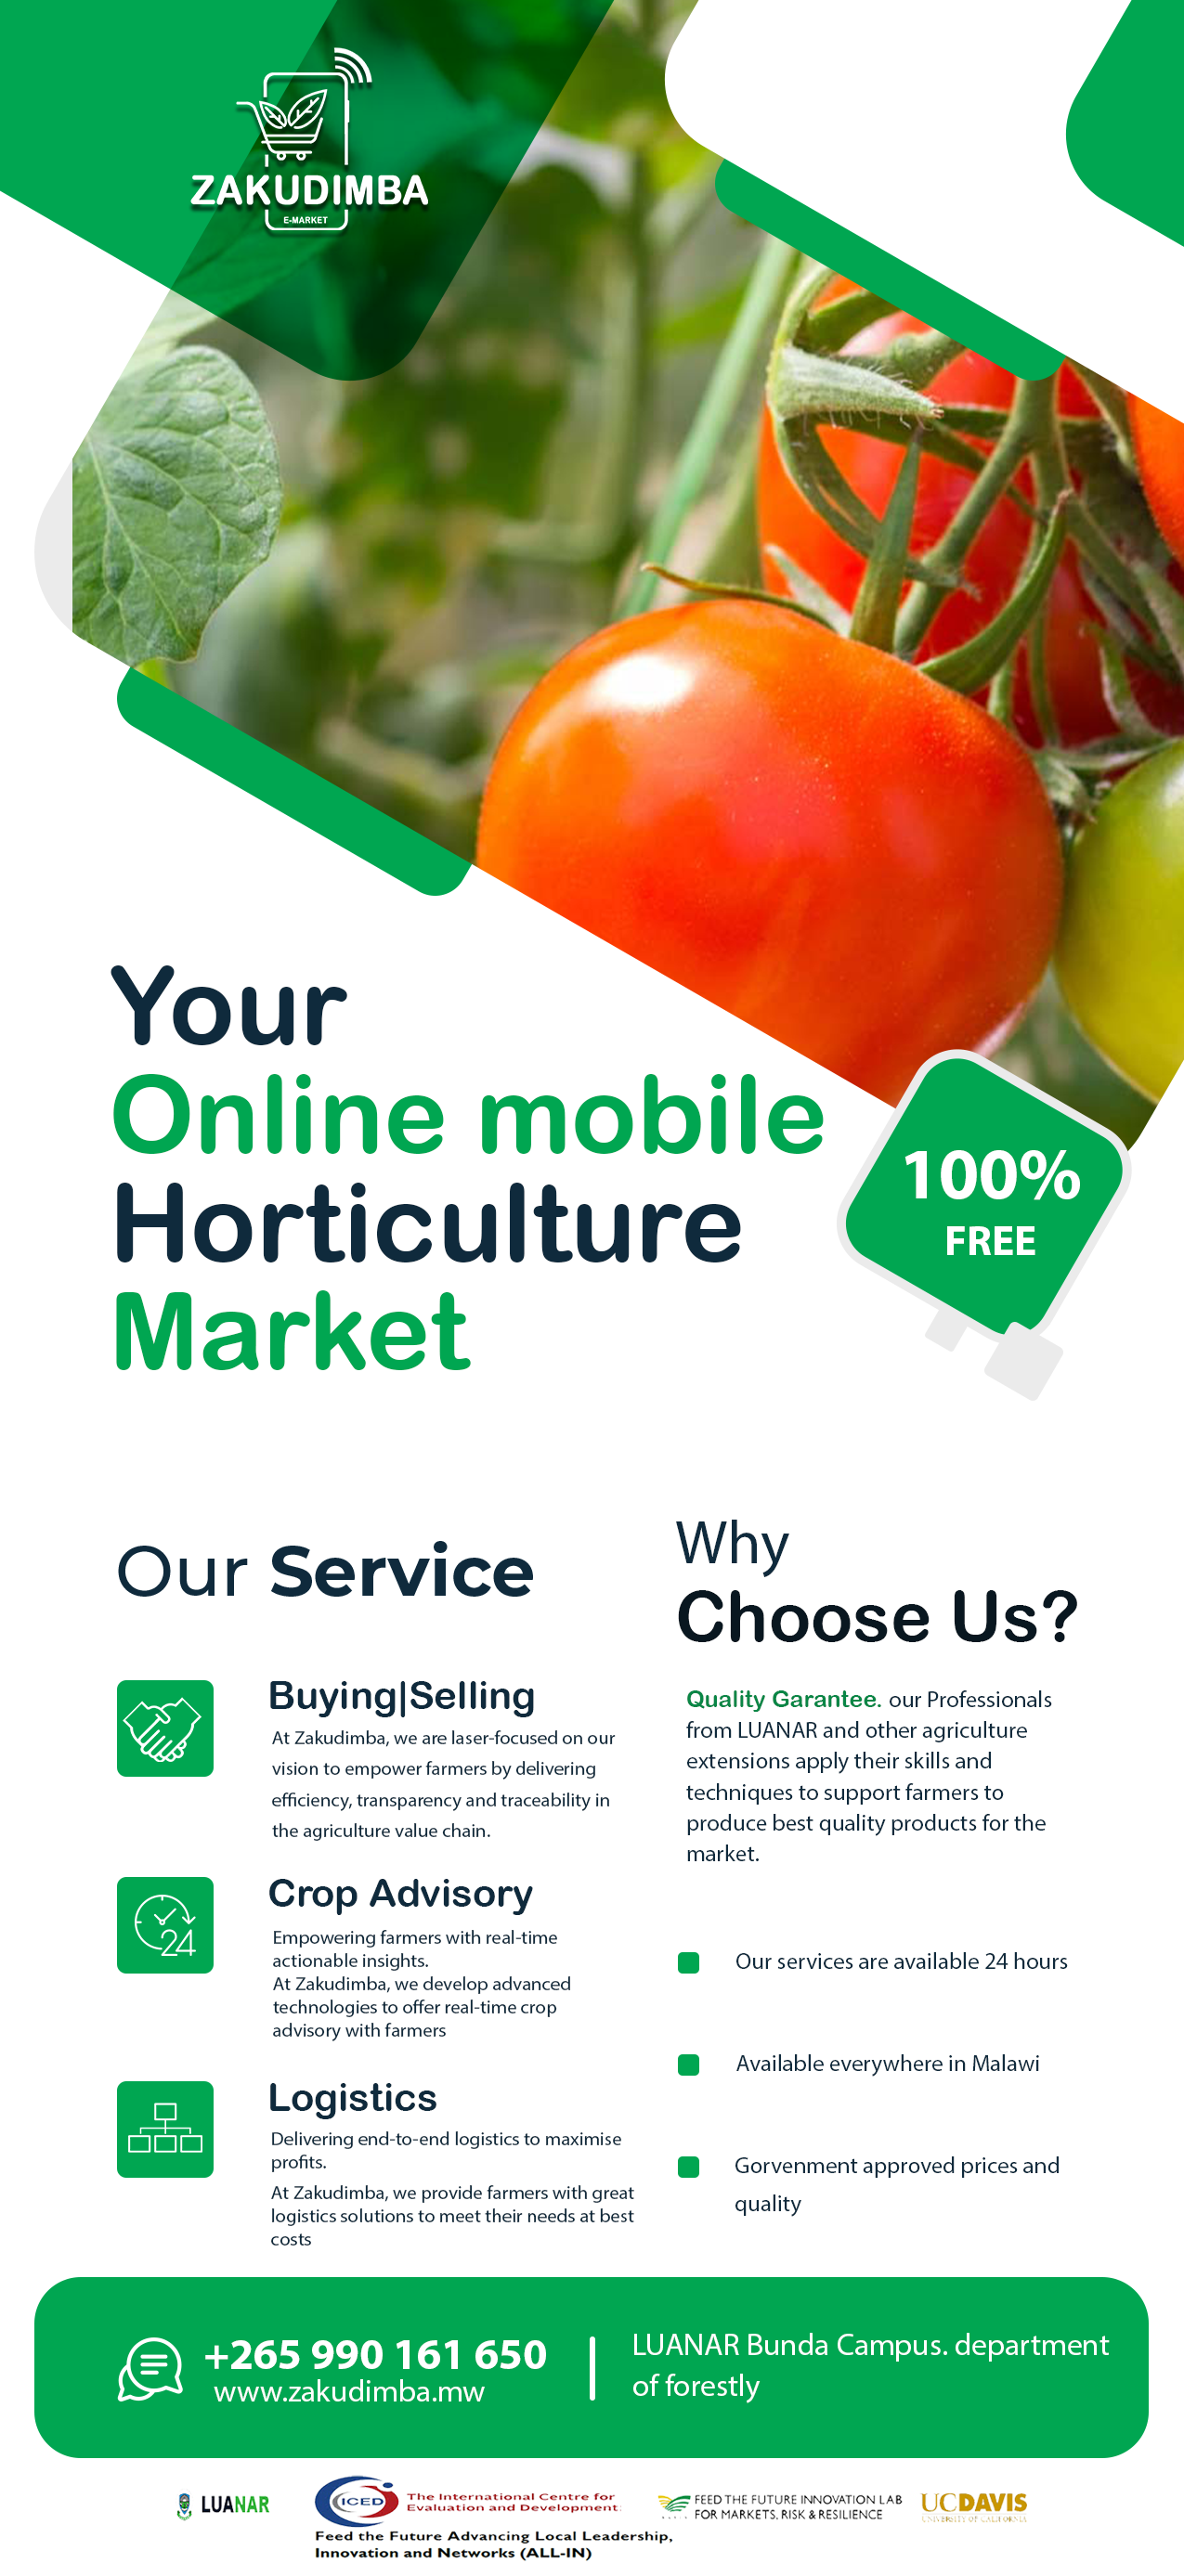 ZAKUDIMBA
E-MARKET
Your
Online mobile
Horticulture
Market
100%
FREE
Our Service
Buying|Selling
At Zakudimba, we are laser-focused on our
vision to empower farmers by delivering
efficiency, transparency and traceability in
the agriculture value chain.
Crop Advisory
24
Empowering farmers with real-time
actionable insights.
At Zakudimba, we develop advanced
technologies to offer real-time crop
advisory with farmers
Logistics
Delivering end-to-end logistics to maximise
profits.
At Zakudimba, we provide farmers with great
logistics solutions to meet their needs at best
costs
Why
Choose Us?
Quality Garantee. our Professionals
from LUANAR and other agriculture
extensions apply their skills and
techniques to support farmers to
produce best quality products for the
market.
Our services are available 24 hours
Available everywhere in Malawi
Gorvenment approved prices and
quality
+265 990 161 650
www.zakudimba.mw
LUANAR Bunda Campus. department
of forestly
LUANAR
ICED
The International Centre for
Evaluation and Development
Feed the Future Advancing Local Leadership,
Innovation and Networks (ALL-IN)
FEED THE FUTURE INNOVATION LAB
FOR MARKETS, RISK & RESILIENCE
UCDAVIS
UNIVERSITY OF CALIFORNIA